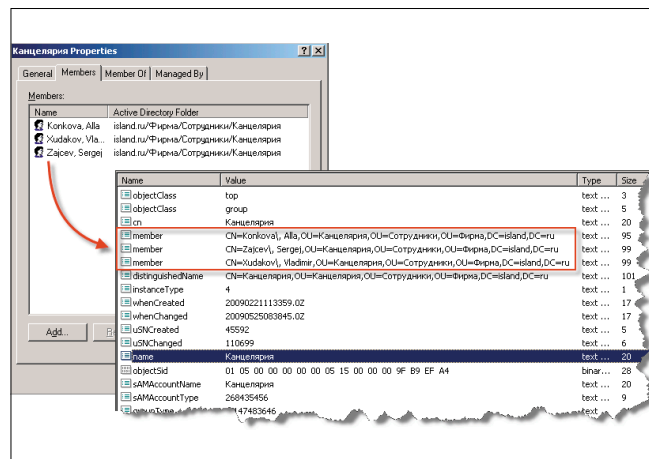 Канцелярия Properties
General Members Member Of Managed By
Members:
Name Active Directory Folder
Konkova, Alla island.ru/Фирма/Сотрудники/Канцелярия
Xudakov, Vla... island.ru/Фирма/Сотрудники/Канцелярия
Zajcev, Sergej island.ru/Фирма/Сотрудники/Канцелярия
Add...
Name Value Type Size
objectClass top text ... 3
objectClass group text ... 5
cn Канцелярия text ... 20
member CN=Konkova\, Alla,OU=Канцелярия,OU=Сотрудники,OU=Фирма,DC=island,DC=ru text ... 95
member CN=Zajcev\, Sergej,OU=Канцелярия,OU=Сотрудники,OU=Фирма,DC=island,DC=ru text ... 99
member CN=Xudakov\, Vladimir,OU=Канцелярия,OU=Сотрудники,OU=Фирма,DC=island,DC=ru text ... 99
distinguishedName CN=Канцелярия,OU=Канцелярия,OU=Сотрудники,OU=Фирма,DC=island,DC=ru text ... 101
instanceType 4 text ... 1
whenCreated 20090221113359.0Z text ... 17
whenChanged 20090525083845.0Z text ... 17
uSNCreated 45592 text ... 5
uSNChanged 110699 text ... 6
name Канцелярия text ... 20
objectSid 01 05 00 00 00 00 00 05 15 00 00 00 9F B9 EF A4 binar... 28
sAMAccountName Канцелярия text ... 20
sAMAccountType 268435456 text ... 9
groupType 147483646 text ...